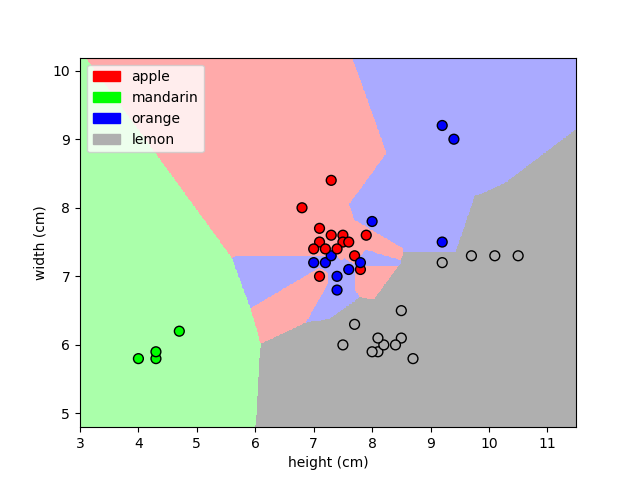 apple
mandarin
orange
lemon
10
9
8
7
6
5
width (cm)
3 4 5 6 7 8 9 10 11
height (cm)